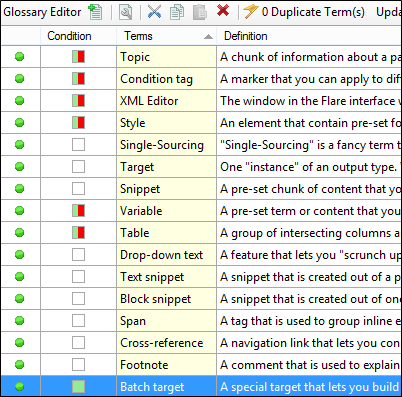 Glossary Editor 0 Duplicate Term(s) Upda
Condition Terms Definition
Topic A chunk of information about a pa
Condition tag A marker that you can apply to dif
XML Editor The window in the Flare interface w
Style An element that contain pre-set fo
Single-Sourcing "Single-Sourcing" is a fancy term t
Target One "instance" of an output type.
Snippet A pre-set chunk of content that yo
Variable A pre-set term or content that you
Table A group of intersecting columns a
Drop-down text A feature that lets you "scrunch up
Text snippet A snippet that is created out of a p
Block snippet A snippet that is created out of one
Span A tag that is used to group inline e
Cross-reference A navigation link that lets you con
Footnote A comment that is used to explain
Batch target A special target that lets you build